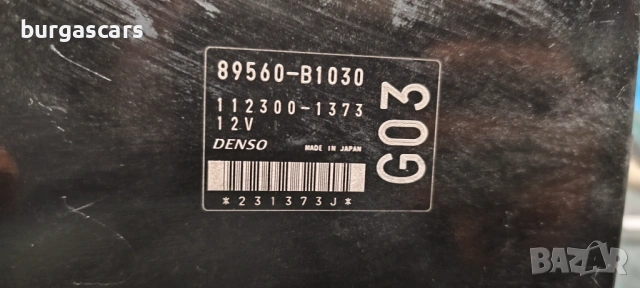 burgascars
89560-B1030
112300-1373
12V
DENSO MADE IN JAPAN
G03
*231373J*
BAZAR